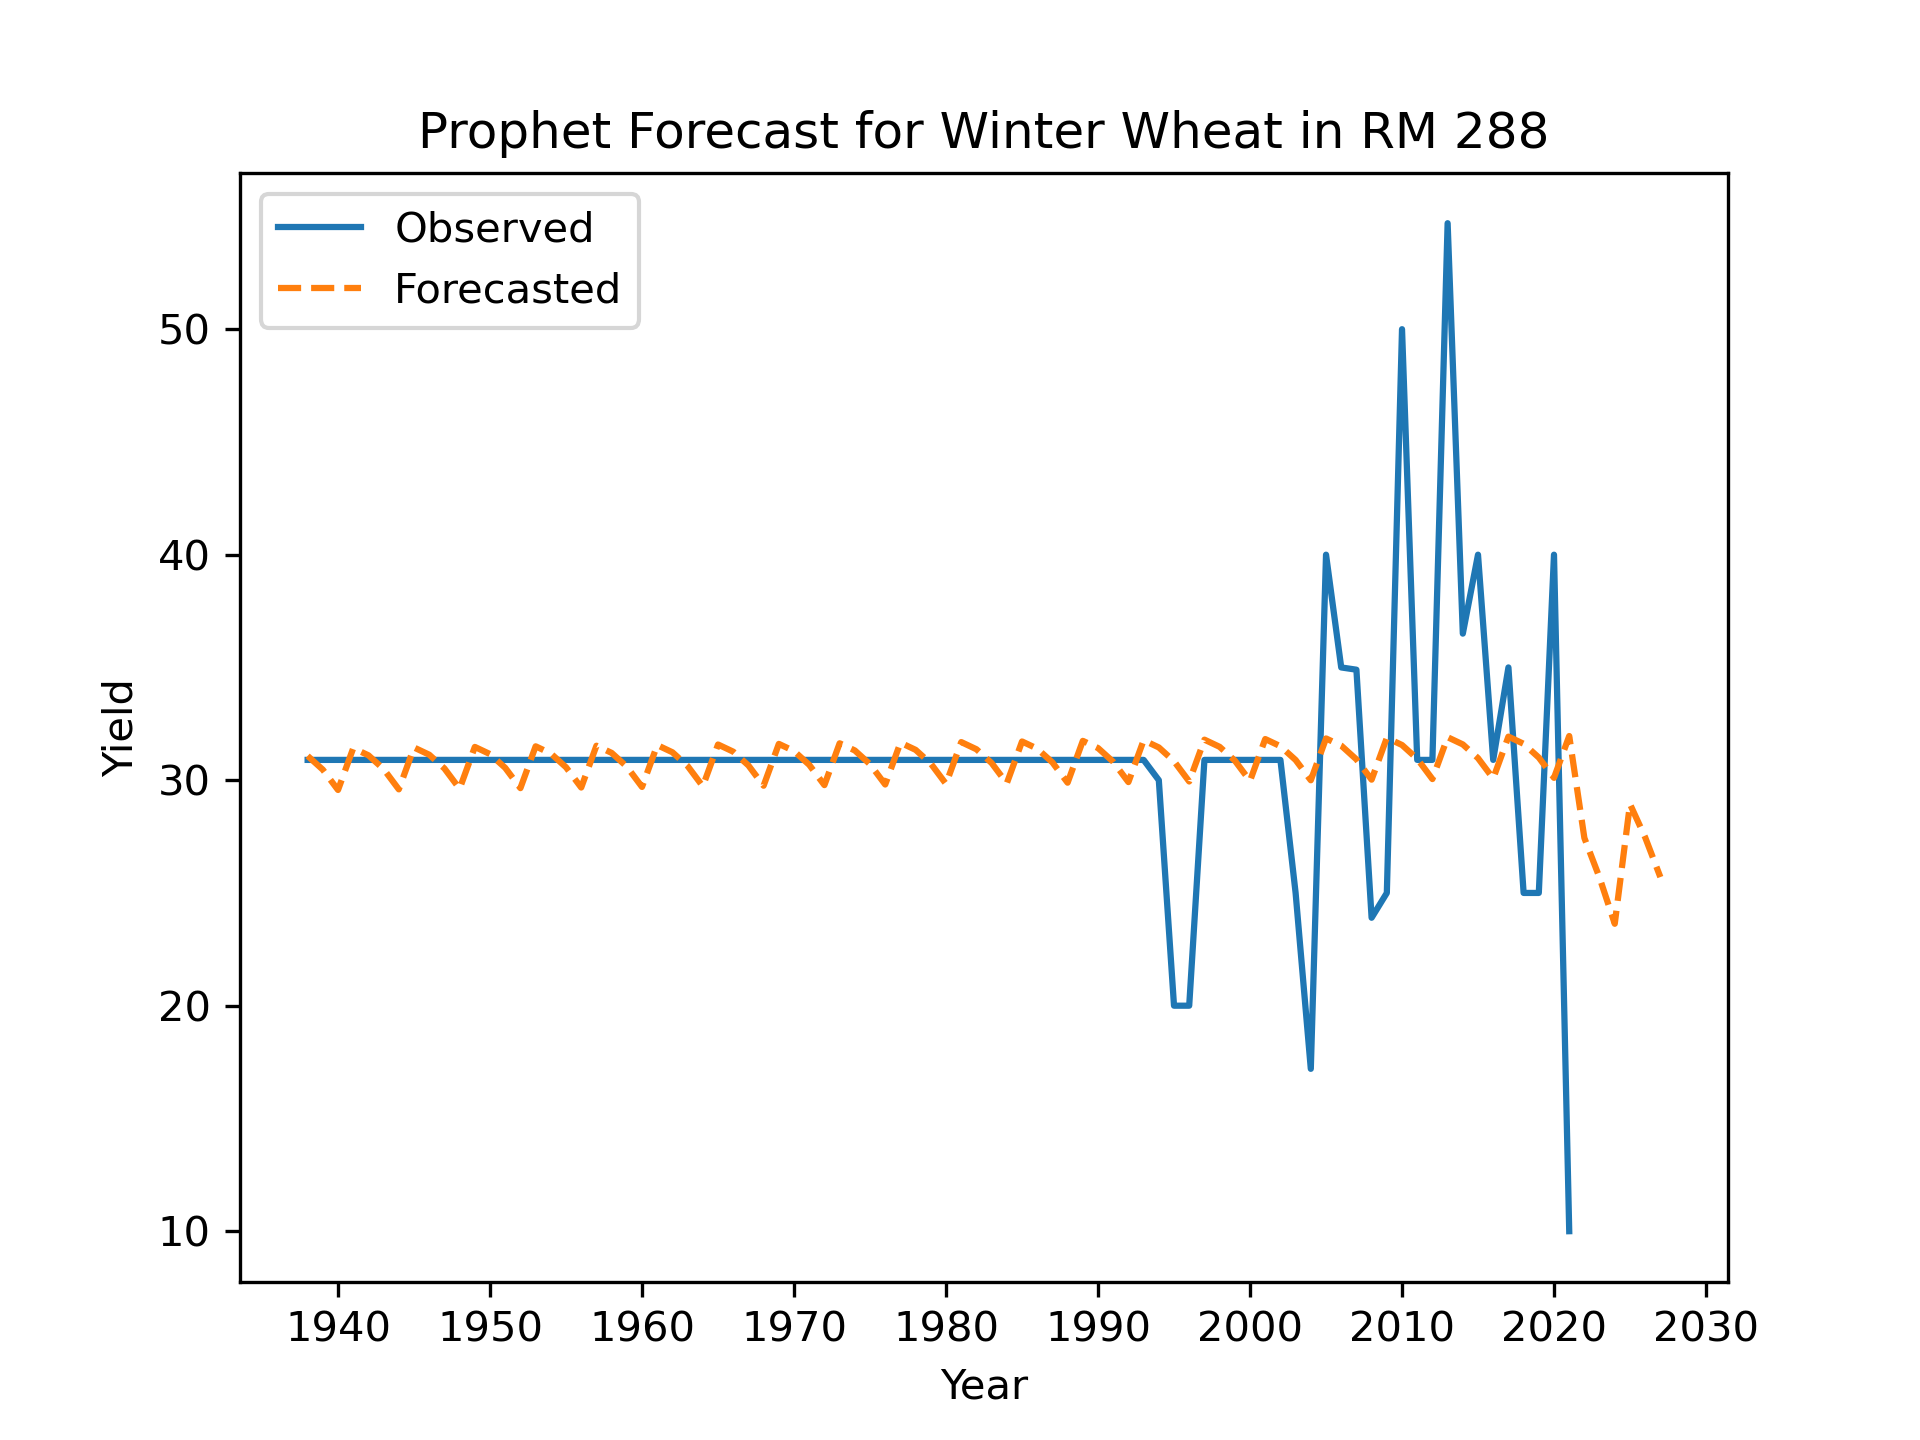 Prophet Forecast for Winter Wheat in RM 288
Observed
Forecasted
50
40
30
20
10
Yield
1940 1950 1960 1970 1980 1990 2000 2010 2020 2030
Year